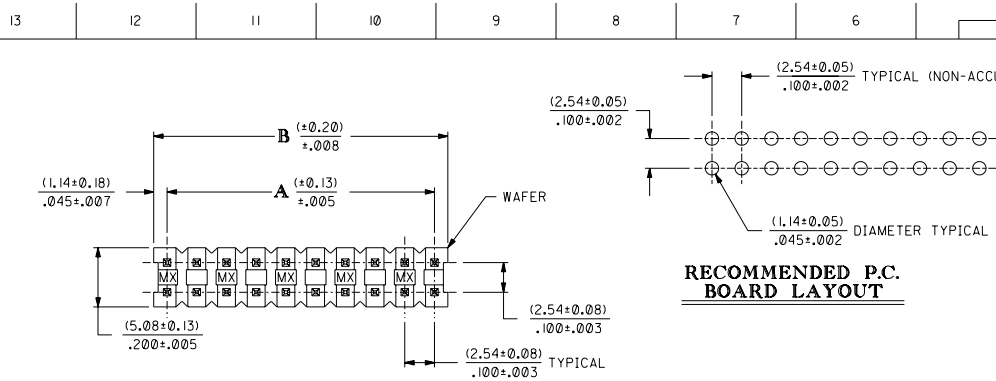 13 12 11 10 9 8 7 6
(2.54±0.05)
.100±.002
TYPICAL (NON-ACCU
(2.54±0.05)
.100±.002
B (±0.20)
±.008
(1.14±0.18)
.045±.007
A (±0.13)
±.005
WAFER
(1.14±0.05)
.045±.002
DIAMETER TYPICAL
MX MX MX MX MX
RECOMMENDED P.C.
BOARD LAYOUT
(5.08±0.13)
.200±.005
(2.54±0.08)
.100±.003
(2.54±0.08)
.100±.003
TYPICAL